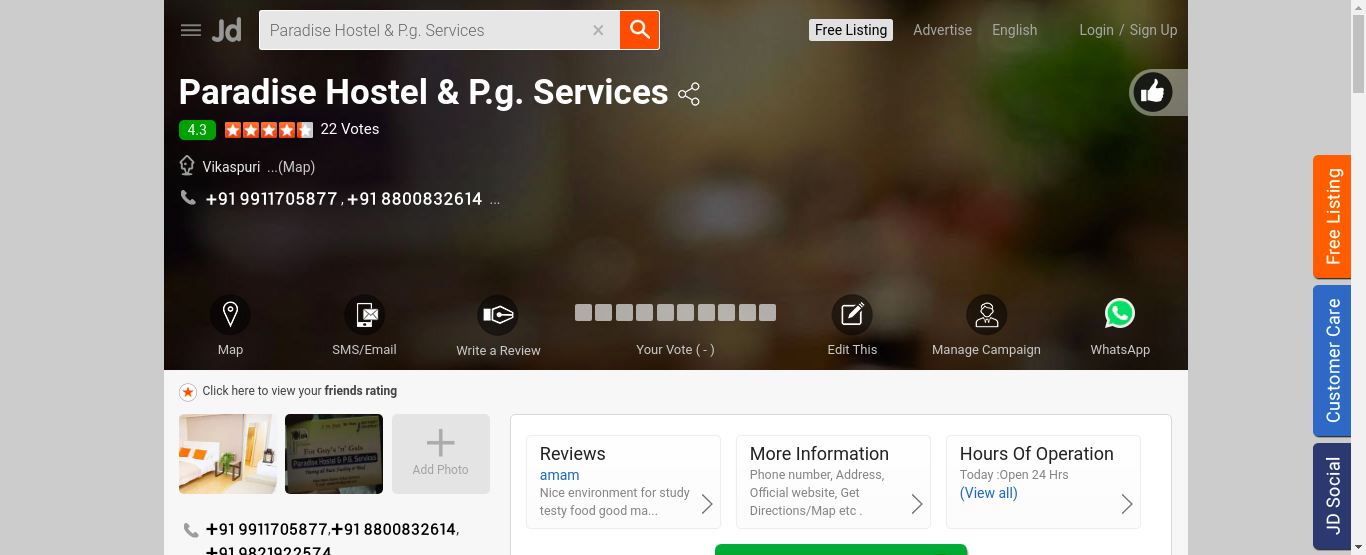 Jd
Paradise Hostel & P.g. Services
Free Listing
Advertise
English
Login / Sign Up
Paradise Hostel & P.g. Services
4.3
22 Votes
Vikaspuri ...(Map)
+91 9911705877 , +91 8800832614 ...
Map
SMS/Email
Write a Review
Your Vote ( - )
Edit This
Manage Campaign
WhatsApp
Free Listing
Customer Care
JD Social
Click here to view your friends rating
For Guy's 'n' Gals
Paradise Hostel & P.G. Services
Add Photo
Reviews
amam
Nice environment for study
testy food good ma...
More Information
Phone number, Address,
Official website, Get
Directions/Map etc .
Hours Of Operation
Today :Open 24 Hrs
(View all)
+91 9911705877,+91 8800832614,
+91 9821922574